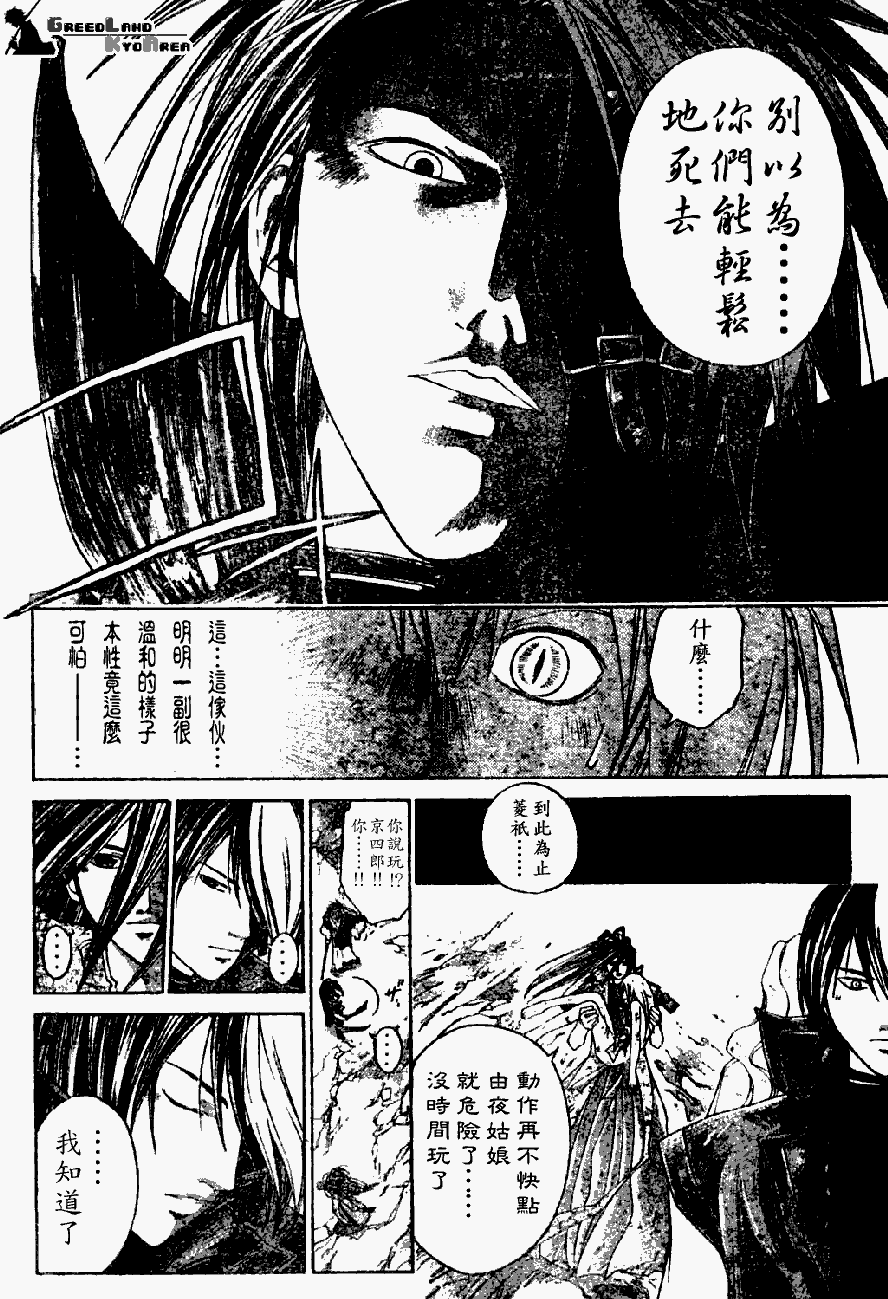 GREEDLAND
KYOAREA
別以為……
你們能輕鬆
地死去
什麼……
這…這傢伙…
明明一副很
溫和的樣子
本性竟這麼
可怕——…
到此為止
菱祇……
動作再不快點
由夜姑娘
就危險了……
沒時間玩了
你說玩!?
京四郎!!
你……!!
ザ
…
…
…
……
我知道了